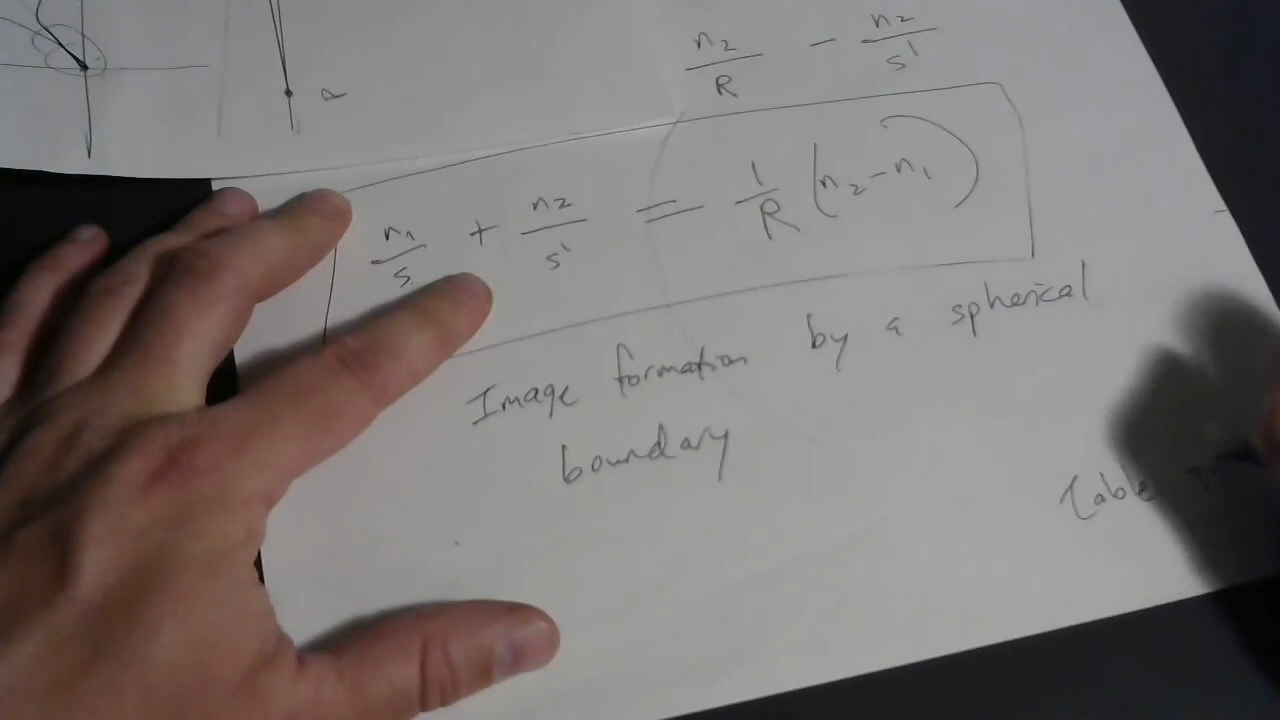 n₂/R − n₂/s'
n₁/s + n₂/s' = 1/R (n₂−n₁)
Image formation by a spherical
boundary
Table